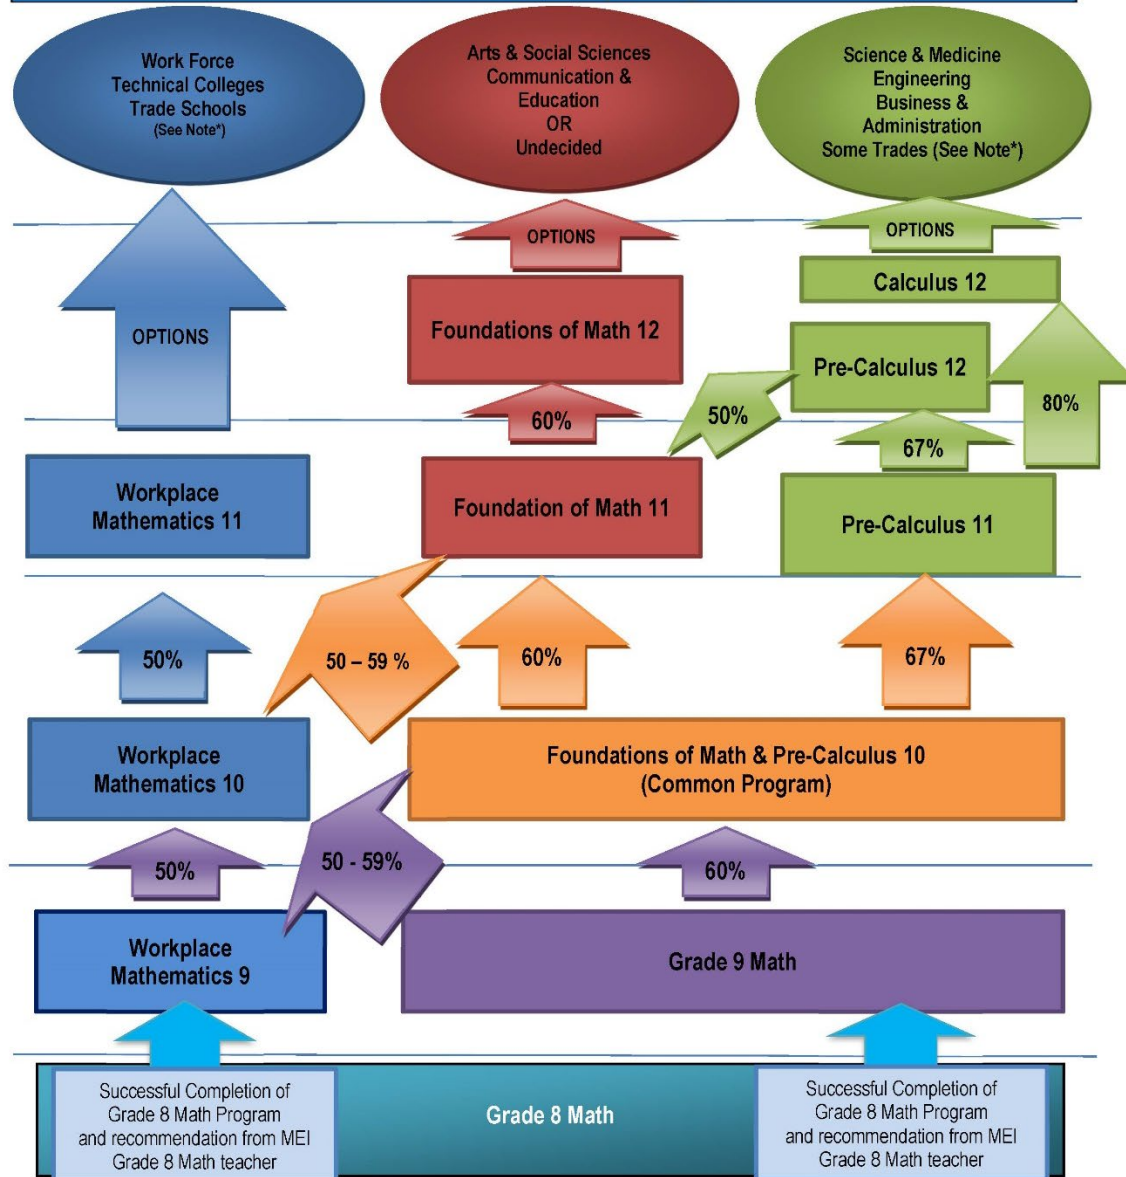 Work Force
Technical Colleges
Trade Schools
(See Note*)
Arts & Social Sciences
Communication &
Education
OR
Undecided
Science & Medicine
Engineering
Business &
Administration
Some Trades (See Note*)
OPTIONS
OPTIONS
OPTIONS
Calculus 12
Foundations of Math 12
Pre-Calculus 12
60%
50%
67%
80%
Workplace
Mathematics 11
Foundation of Math 11
Pre-Calculus 11
50%
50 – 59 %
60%
67%
Workplace
Mathematics 10
Foundations of Math & Pre-Calculus 10
(Common Program)
50%
50 - 59%
60%
Workplace
Mathematics 9
Grade 9 Math
Successful Completion of
Grade 8 Math Program
and recommendation from MEI
Grade 8 Math teacher
Grade 8 Math
Successful Completion of
Grade 8 Math Program
and recommendation from MEI
Grade 8 Math teacher